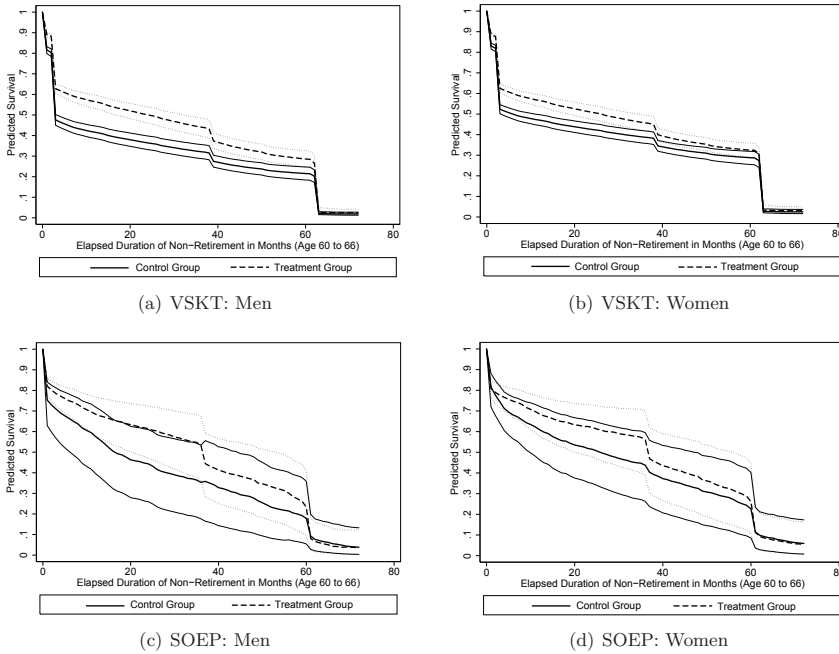 Predicted Survival
0 .1 .2 .3 .4 .5 .6 .7 .8 .9 1
0 20 40 60 80
Elapsed Duration of Non-Retirement in Months (Age 60 to 66)
Control Group Treatment Group
(a) VSKT: Men
Predicted Survival
0 .1 .2 .3 .4 .5 .6 .7 .8 .9 1
0 20 40 60 80
Elapsed Duration of Non-Retirement in Months (Age 60 to 66)
Control Group Treatment Group
(b) VSKT: Women
Predicted Survival
0 .1 .2 .3 .4 .5 .6 .7 .8 .9 1
0 20 40 60 80
Elapsed Duration of Non-Retirement in Months (Age 60 to 66)
Control Group Treatment Group
(c) SOEP: Men
Predicted Survival
0 .1 .2 .3 .4 .5 .6 .7 .8 .9 1
0 20 40 60
Elapsed Duration of Non-Retirement in Months (Age 60 to 66)
Control Group Treatment Group
(d) SOEP: Women